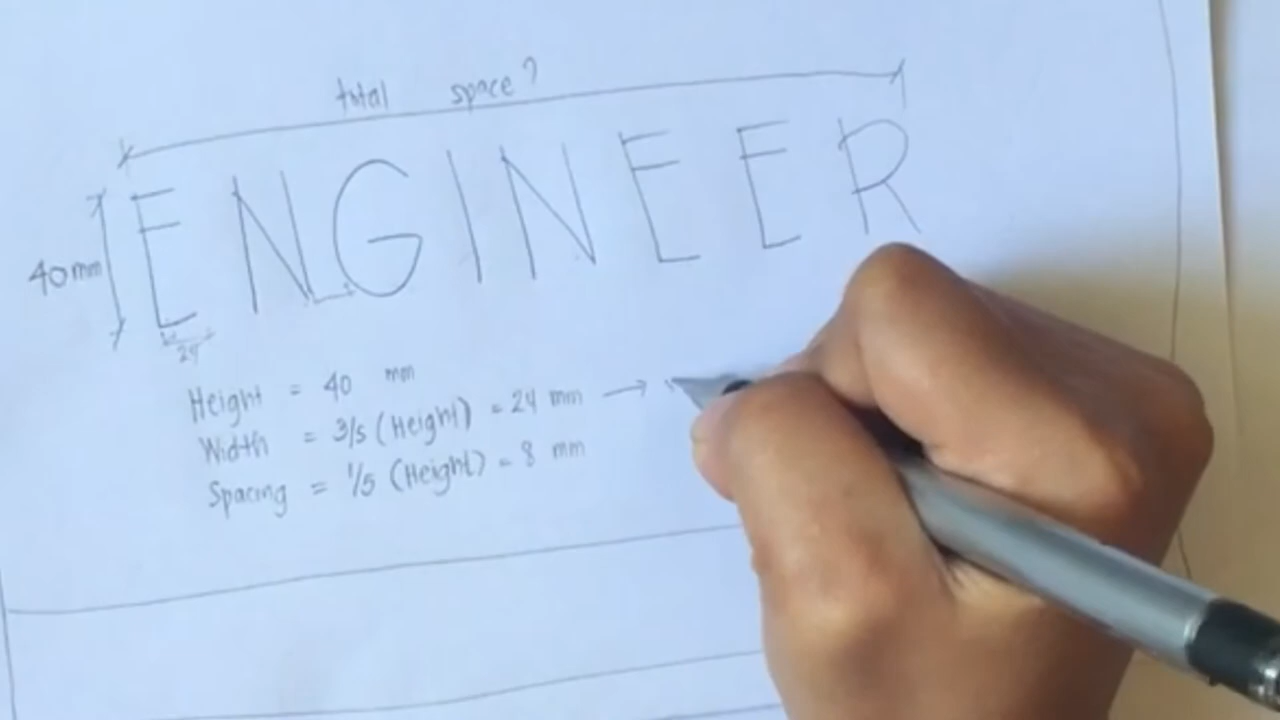 total space?
ENGINEER
40mm
24
Height = 40 mm
Width = 3/5 (Height) = 24 mm →
Spacing = 1/5 (Height) = 8 mm